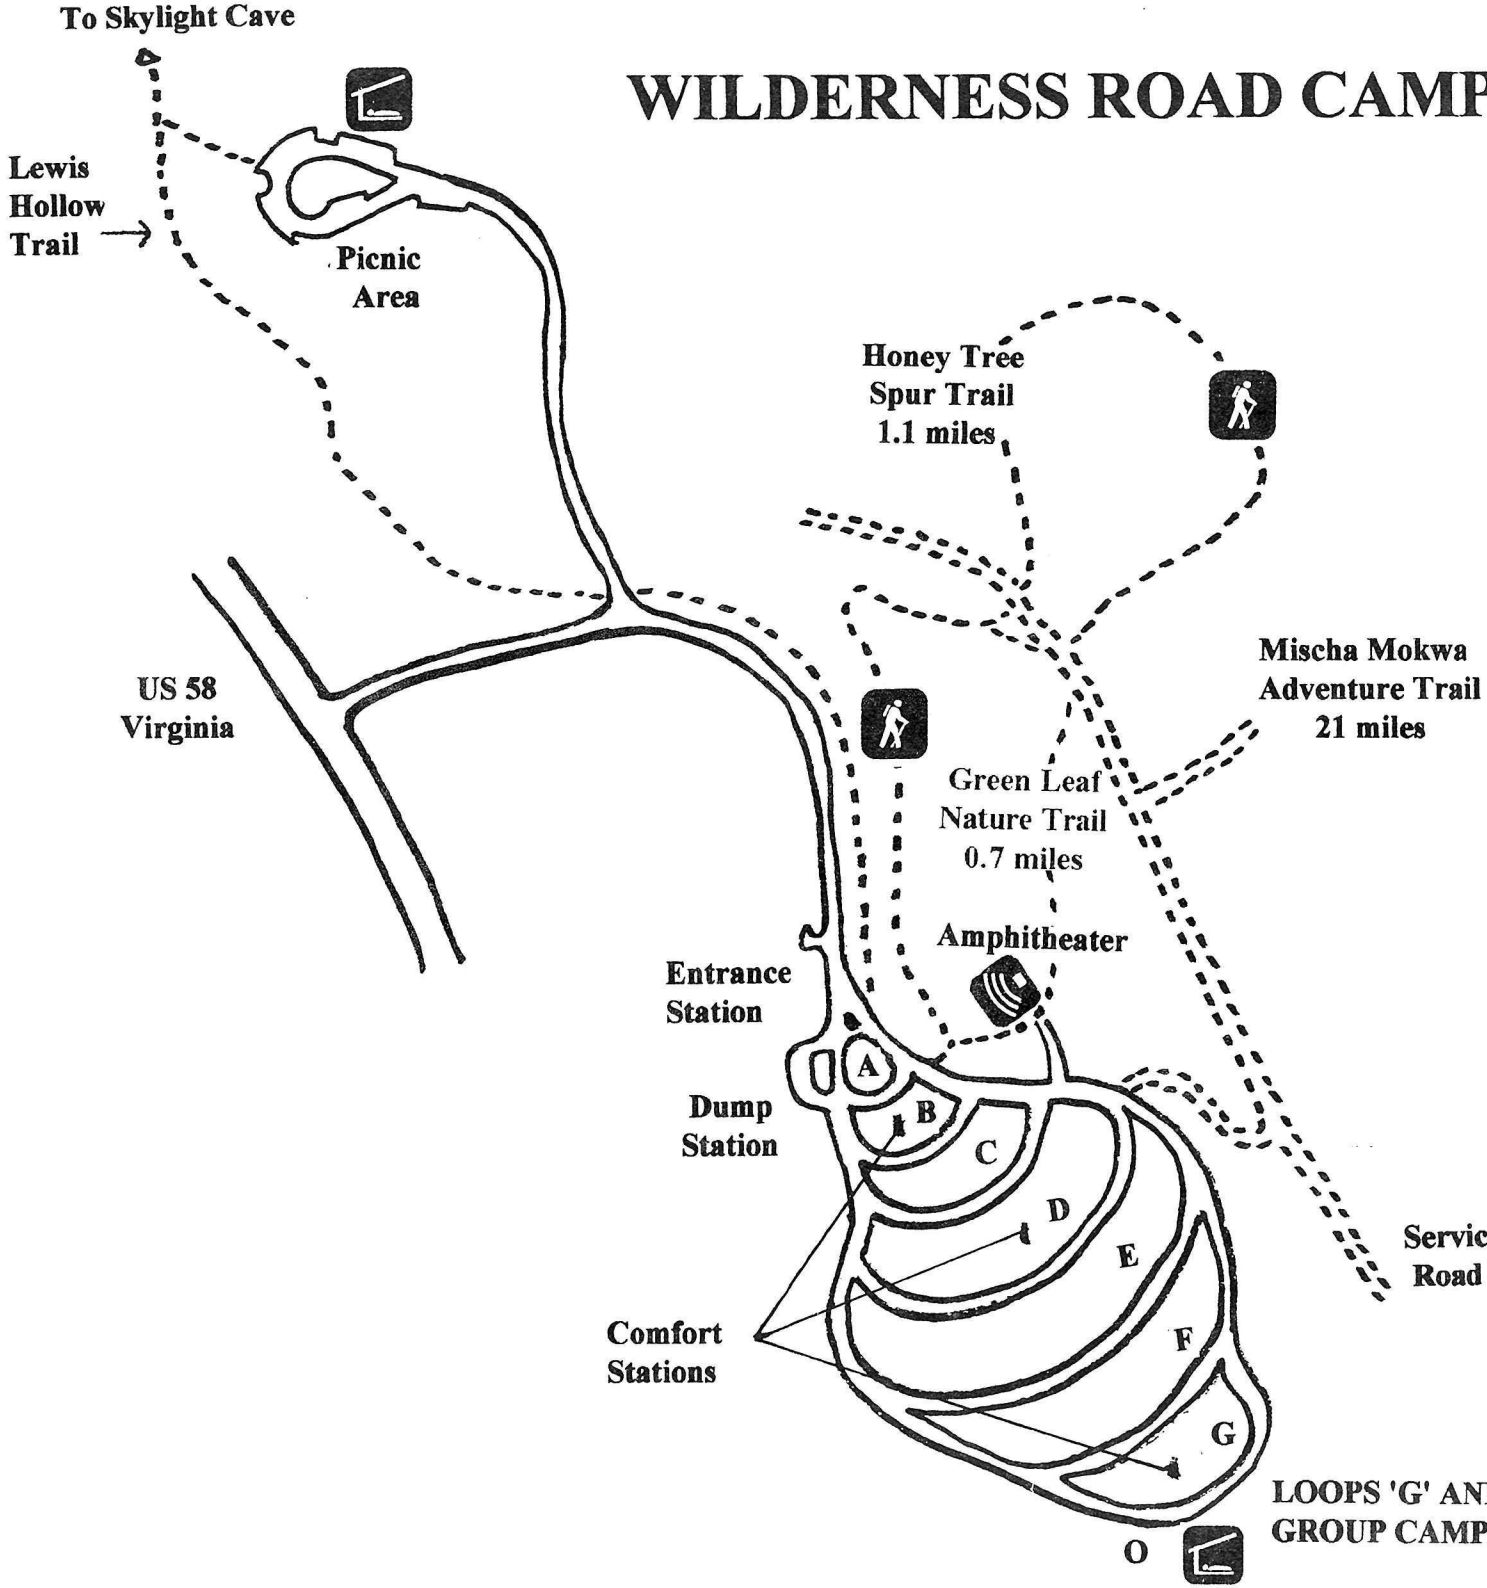 To Skylight Cave
WILDERNESS ROAD CAMP
Lewis
Hollow
Trail
Picnic
Area
Honey Tree
Spur Trail
1.1 miles
Mischa Mokwa
Adventure Trail
21 miles
US 58
Virginia
Green Leaf
Nature Trail
0.7 miles
Amphitheater
Entrance
Station
A
B
Dump
Station
C
D
E
Servic
Road
Comfort
Stations
F
G
LOOPS 'G' AN
GROUP CAMP
O